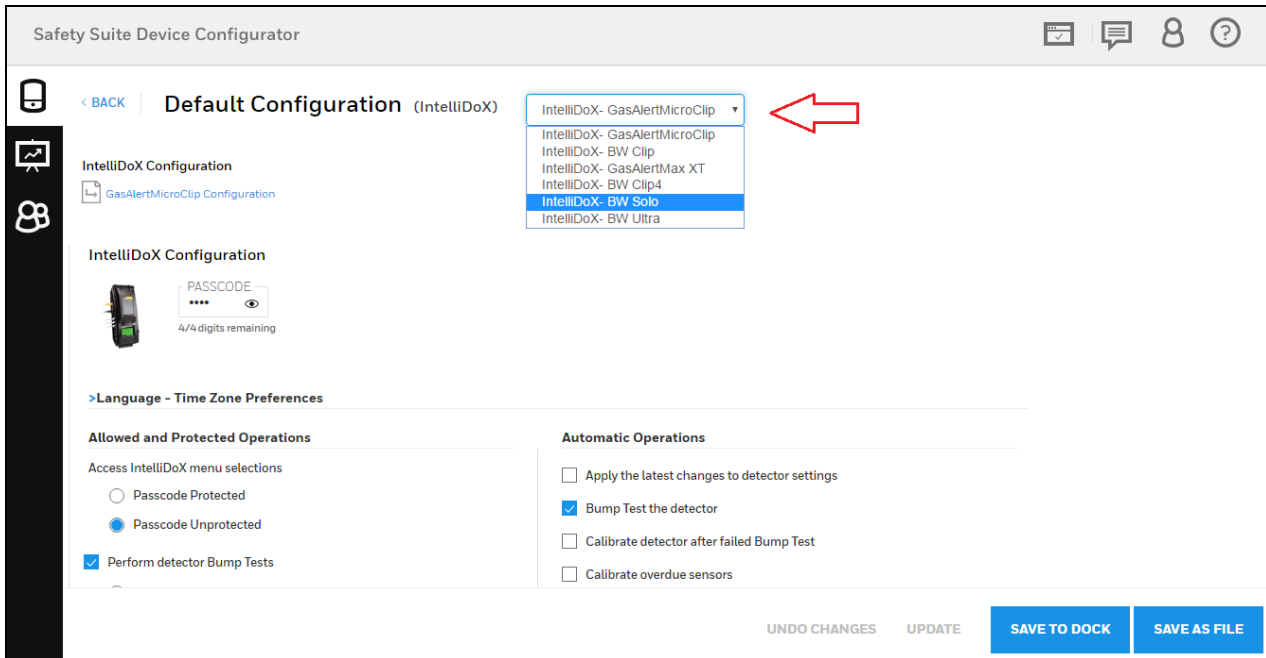 Safety Suite Device Configurator
< BACK
Default Configuration (IntelliDoX)
IntelliDoX- GasAlertMicroClip
IntelliDoX- GasAlertMicroClip
IntelliDoX- BW Clip
IntelliDoX- GasAlertMax XT
IntelliDoX- BW Clip4
IntelliDoX- BW Solo
IntelliDoX- BW Ultra
IntelliDoX Configuration
GasAlertMicroClip Configuration
IntelliDoX Configuration
PASSCODE
••••
4/4 digits remaining
>Language - Time Zone Preferences
Allowed and Protected Operations
Access IntelliDoX menu selections
Passcode Protected
Passcode Unprotected
Perform detector Bump Tests
Automatic Operations
Apply the latest changes to detector settings
Bump Test the detector
Calibrate detector after failed Bump Test
Calibrate overdue sensors
UNDO CHANGES
UPDATE
SAVE TO DOCK
SAVE AS FILE